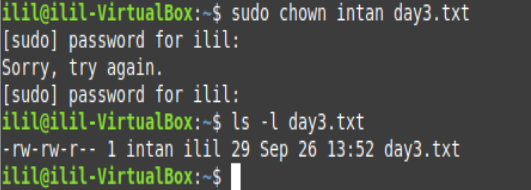 ilil@ilil-VirtualBox:~$ sudo chown intan day3.txt
[sudo] password for ilil:
Sorry, try again.
[sudo] password for ilil:
ilil@ilil-VirtualBox:~$ ls -l day3.txt
-rw-rw-r-- 1 intan ilil 29 Sep 26 13:52 day3.txt
ilil@ilil-VirtualBox:~$